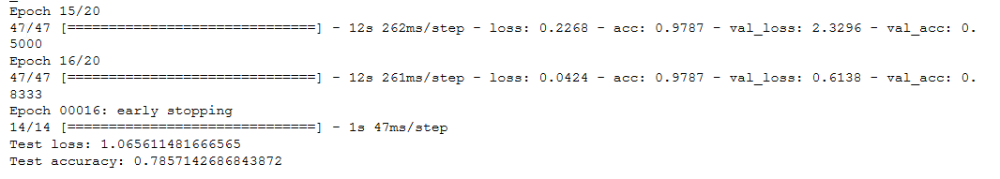 Epoch 15/20
47/47 [==============================] - 12s 262ms/step - loss: 0.2268 - acc: 0.9787 - val_loss: 2.3296 - val_acc: 0.
5000
Epoch 16/20
47/47 [==============================] - 12s 261ms/step - loss: 0.0424 - acc: 0.9787 - val_loss: 0.6138 - val_acc: 0.
8333
Epoch 00016: early stopping
14/14 [==============================] - 1s 47ms/step
Test loss: 1.065611481666565
Test accuracy: 0.7857142686843872